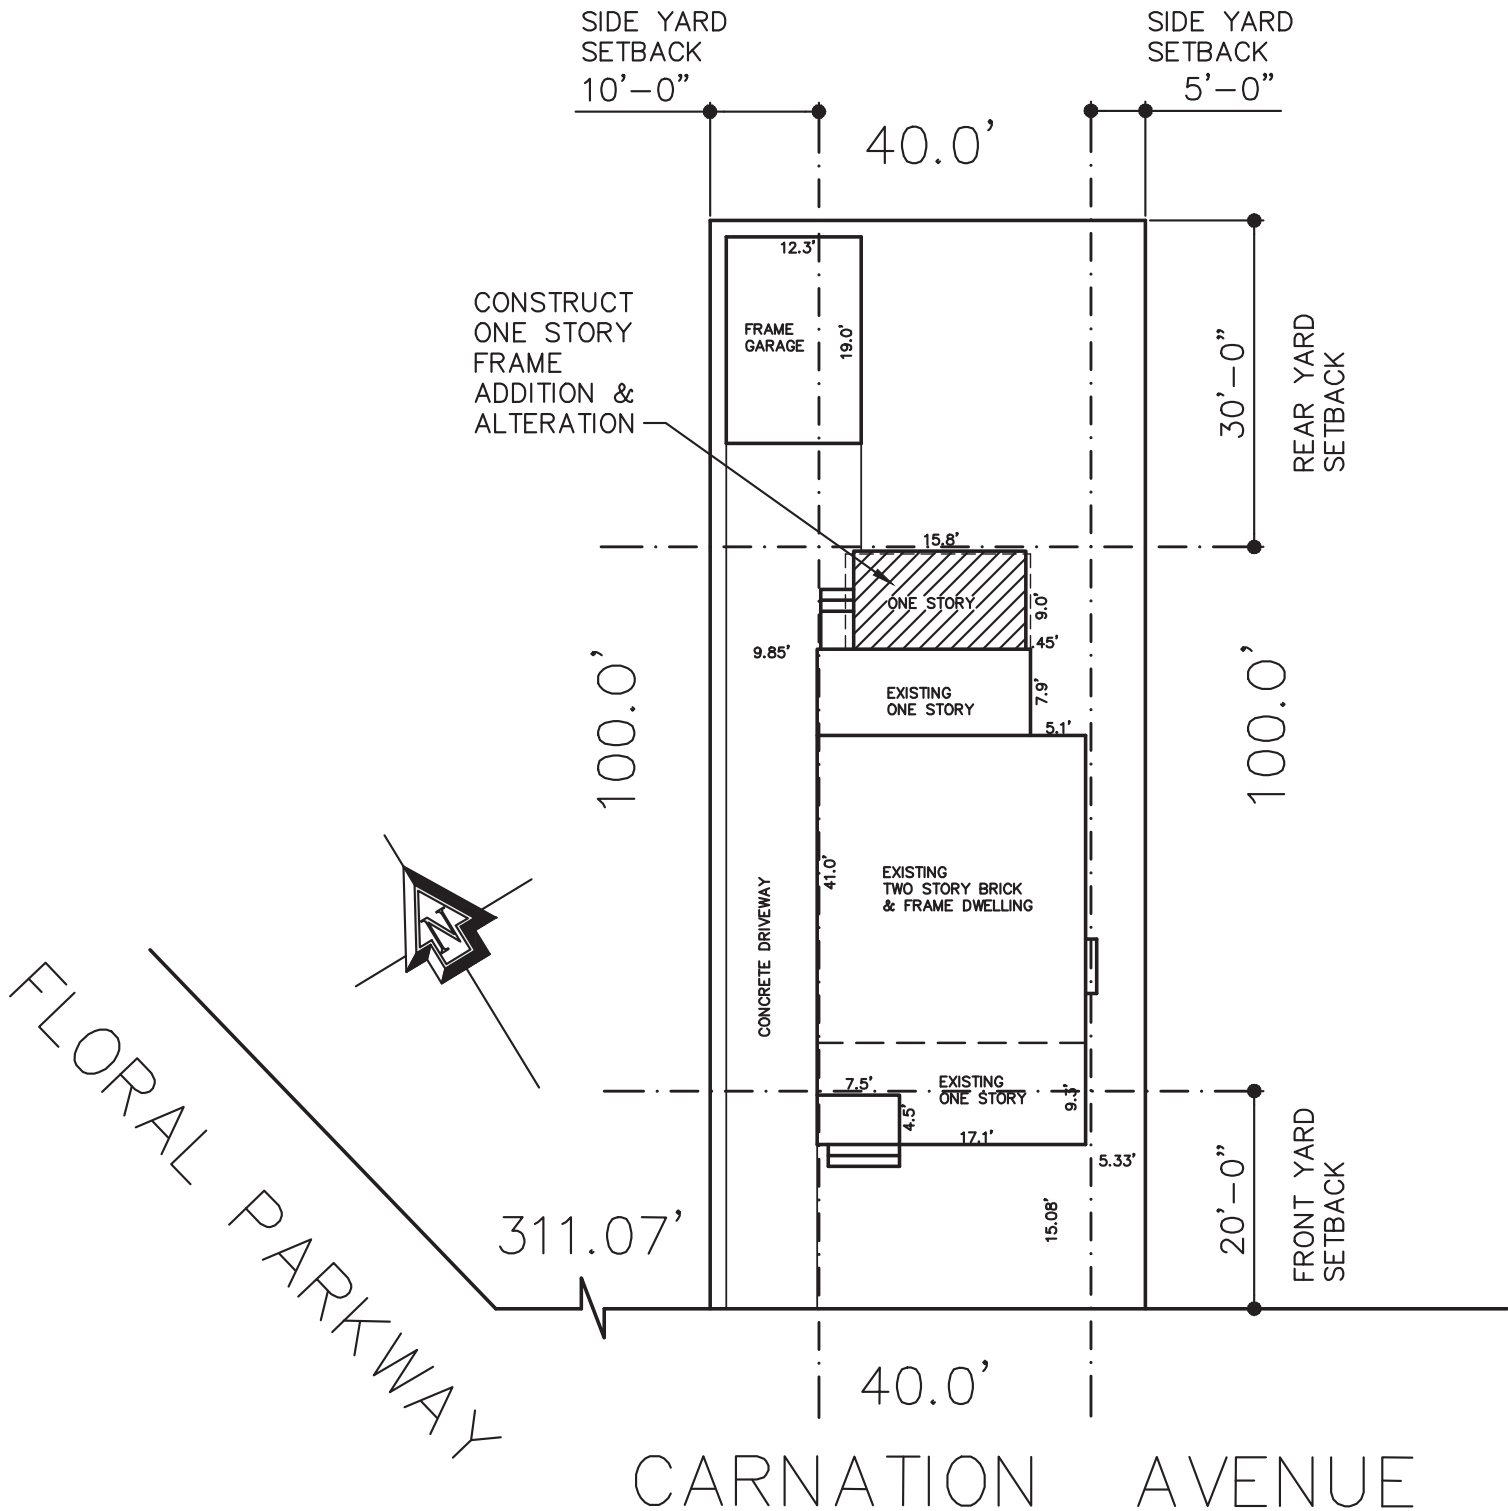 SIDE YARD
SETBACK
10'-0"
SIDE YARD
SETBACK
5'-0"
40.0'
12.3'
FRAME
GARAGE
19.0'
CONSTRUCT
ONE STORY
FRAME
ADDITION &
ALTERATION
30'-0"
REAR YARD
SETBACK
15.8'
ONE STORY
9.0'
.45'
9.85'
EXISTING
ONE STORY
7.9'
5.1'
100.0'
100.0'
41.0'
EXISTING
TWO STORY BRICK
& FRAME DWELLING
CONCRETE DRIVEWAY
N
7.5'
EXISTING
ONE STORY
9.3'
4.5'
17.1'
5.33'
15.08'
20'-0"
FRONT YARD
SETBACK
311.07'
FLORAL PARKWAY
40.0'
CARNATION AVENUE